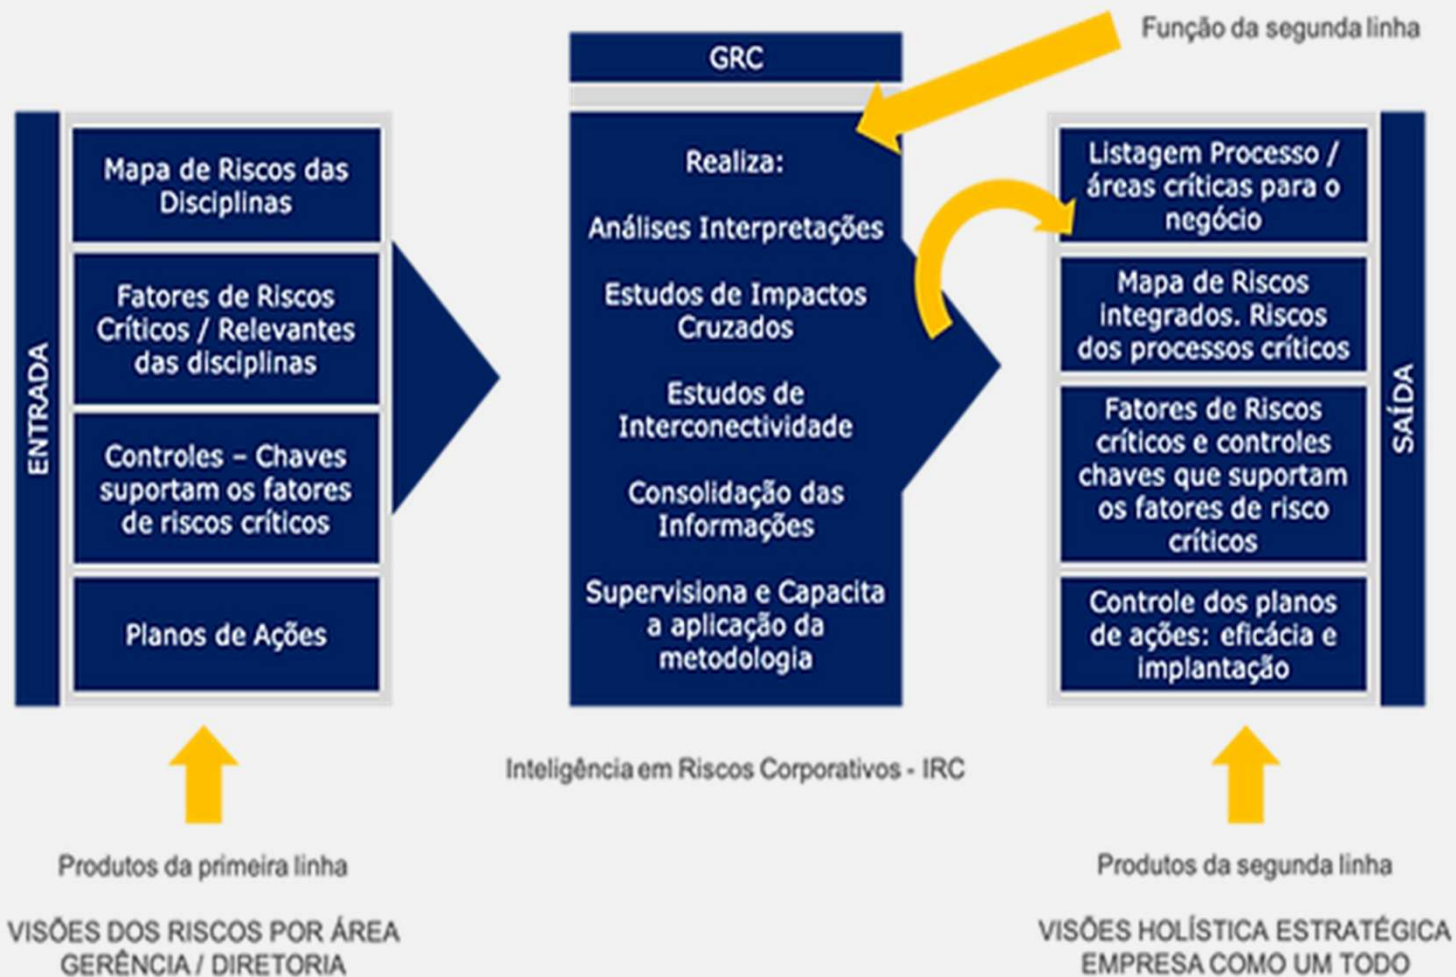 Função da segunda linha
GRC
ENTRADA
Mapa de Riscos das
Disciplinas
Fatores de Riscos
Críticos / Relevantes
das disciplinas
Controles – Chaves
suportam os fatores
de riscos críticos
Planos de Ações
Realiza:
Análises Interpretações
Estudos de Impactos
Cruzados
Estudos de
Interconectividade
Consolidação das
Informações
Supervisiona e Capacita
a aplicação da
metodologia
Listagem Processo /
áreas críticas para o
negócio
Mapa de Riscos
integrados. Riscos
dos processos críticos
Fatores de Riscos
críticos e controles
chaves que suportam
os fatores de risco
críticos
Controle dos planos
de ações: eficácia e
implantação
SAÍDA
Inteligência em Riscos Corporativos - IRC
Produtos da primeira linha
VISÕES DOS RISCOS POR ÁREA
GERÊNCIA / DIRETORIA
Produtos da segunda linha
VISÕES HOLÍSTICA ESTRATÉGICA
EMPRESA COMO UM TODO